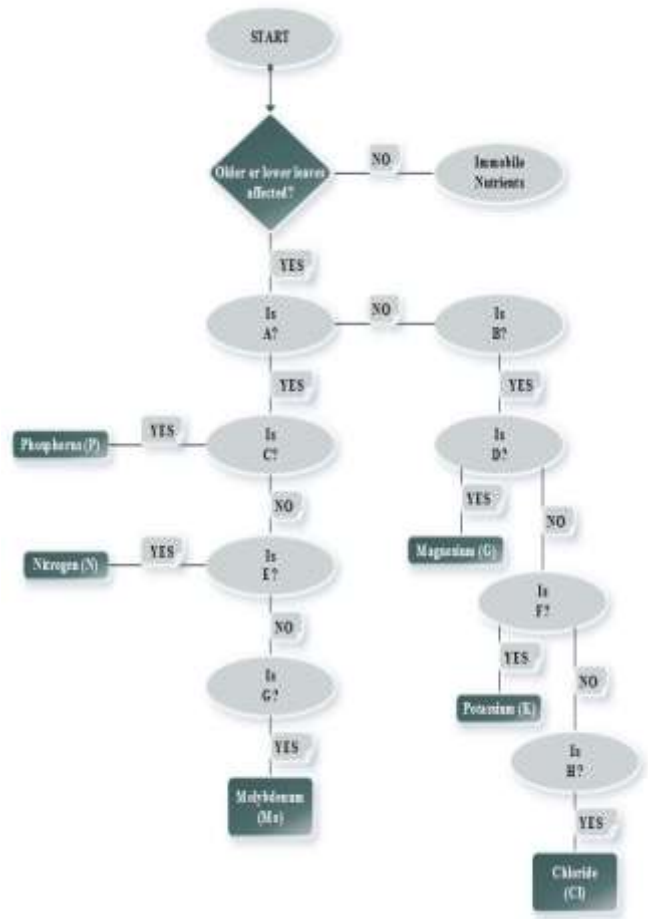 START
Older or lower leaves
affected?
NO
Immobile
Nutrients
YES
Is
A?
NO
Is
B?
YES
YES
Phosphorus (P)
YES
Is
C?
Is
D?
NO
YES
NO
Nitrogen (N)
YES
Is
E?
Magnesium (G)
NO
Is
F?
YES
NO
Is
G?
Potassium (K)
YES
Is
H?
Molybdenum
(Mo)
YES
Chloride
(Cl)